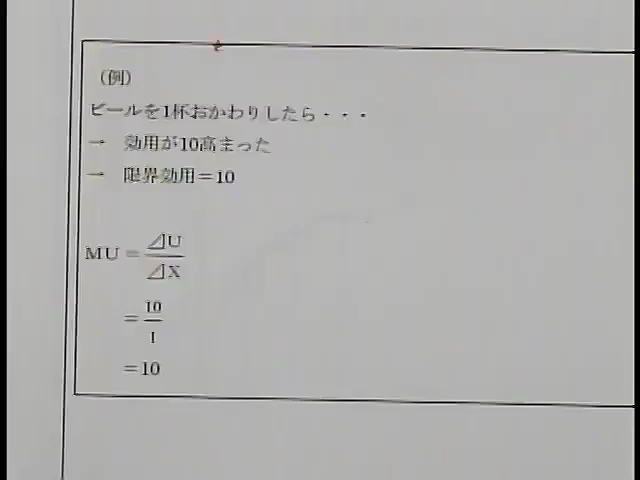 (例)
ビールを1杯おかわりしたら・・・
→ 効用が10高まった
→ 限界効用＝10
MU＝⊿U/⊿X
＝10/1
＝10